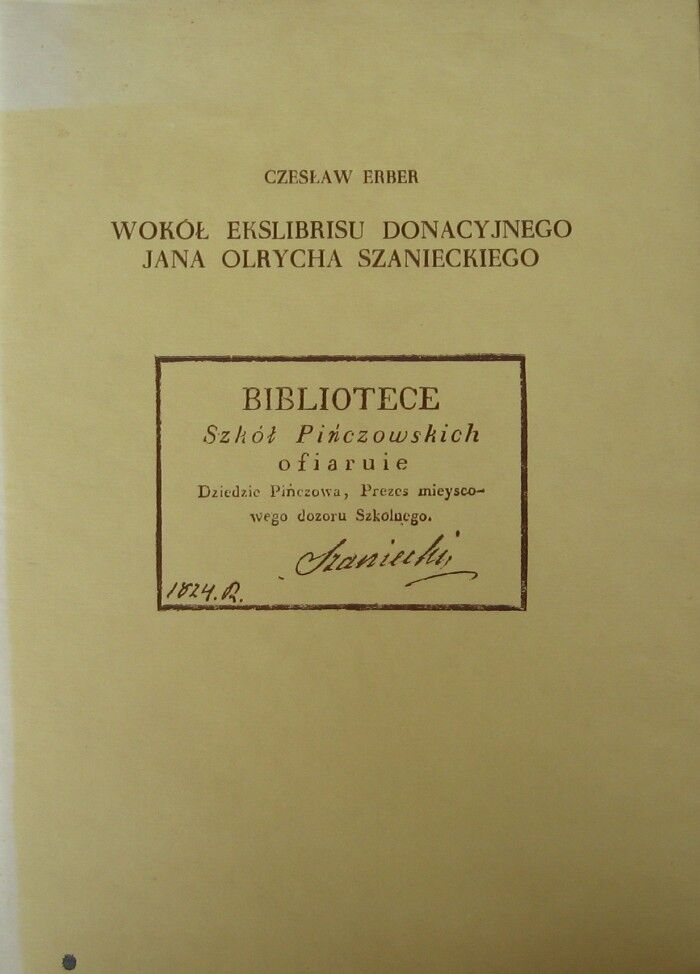 CZESŁAW ERBER
WOKÓŁ EKSLIBRISU DONACYJNEGO
JANA OLRYCHA SZANIECKIEGO
BIBLIOTECE
Szkół Pińczowskich
ofiaruie
Dziedzic Pińczowa, Prezes mieysco-
wego dozoru Szkolnego.
Szaniecki
1824. R.